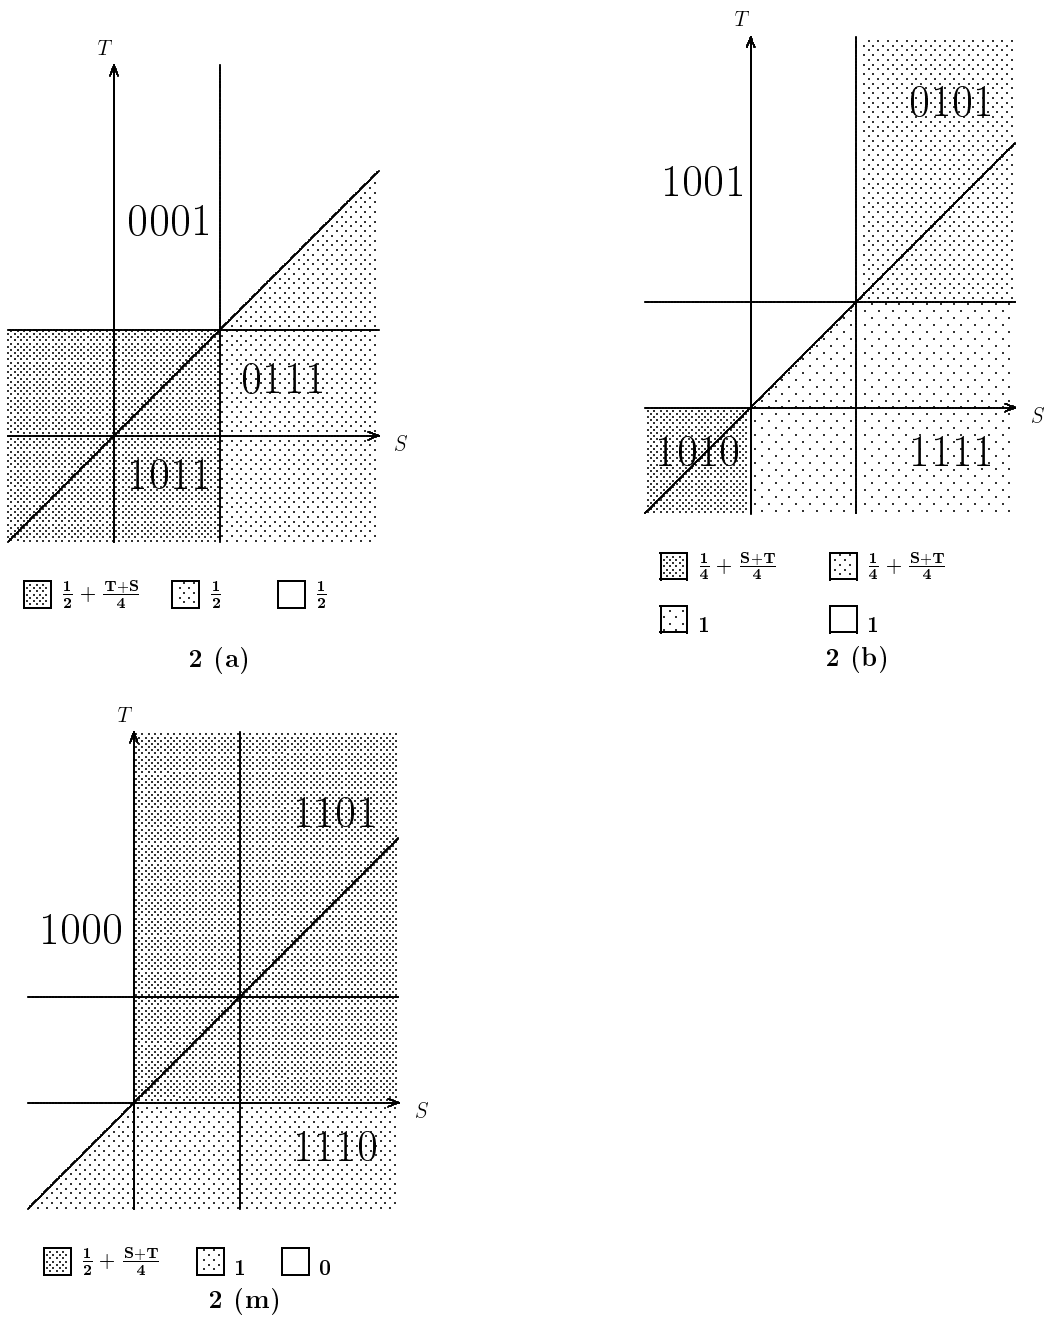 T
0001
0111
S
1011
1/2 + T+S/4 1/2 1/2
2 (a)
T
0101
1001
S
1010 1111
1/4 + S+T/4 1/4 + S+T/4
1 1
2 (b)
T
1101
1000
S
1110
1/2 + S+T/4 1 0
2 (m)